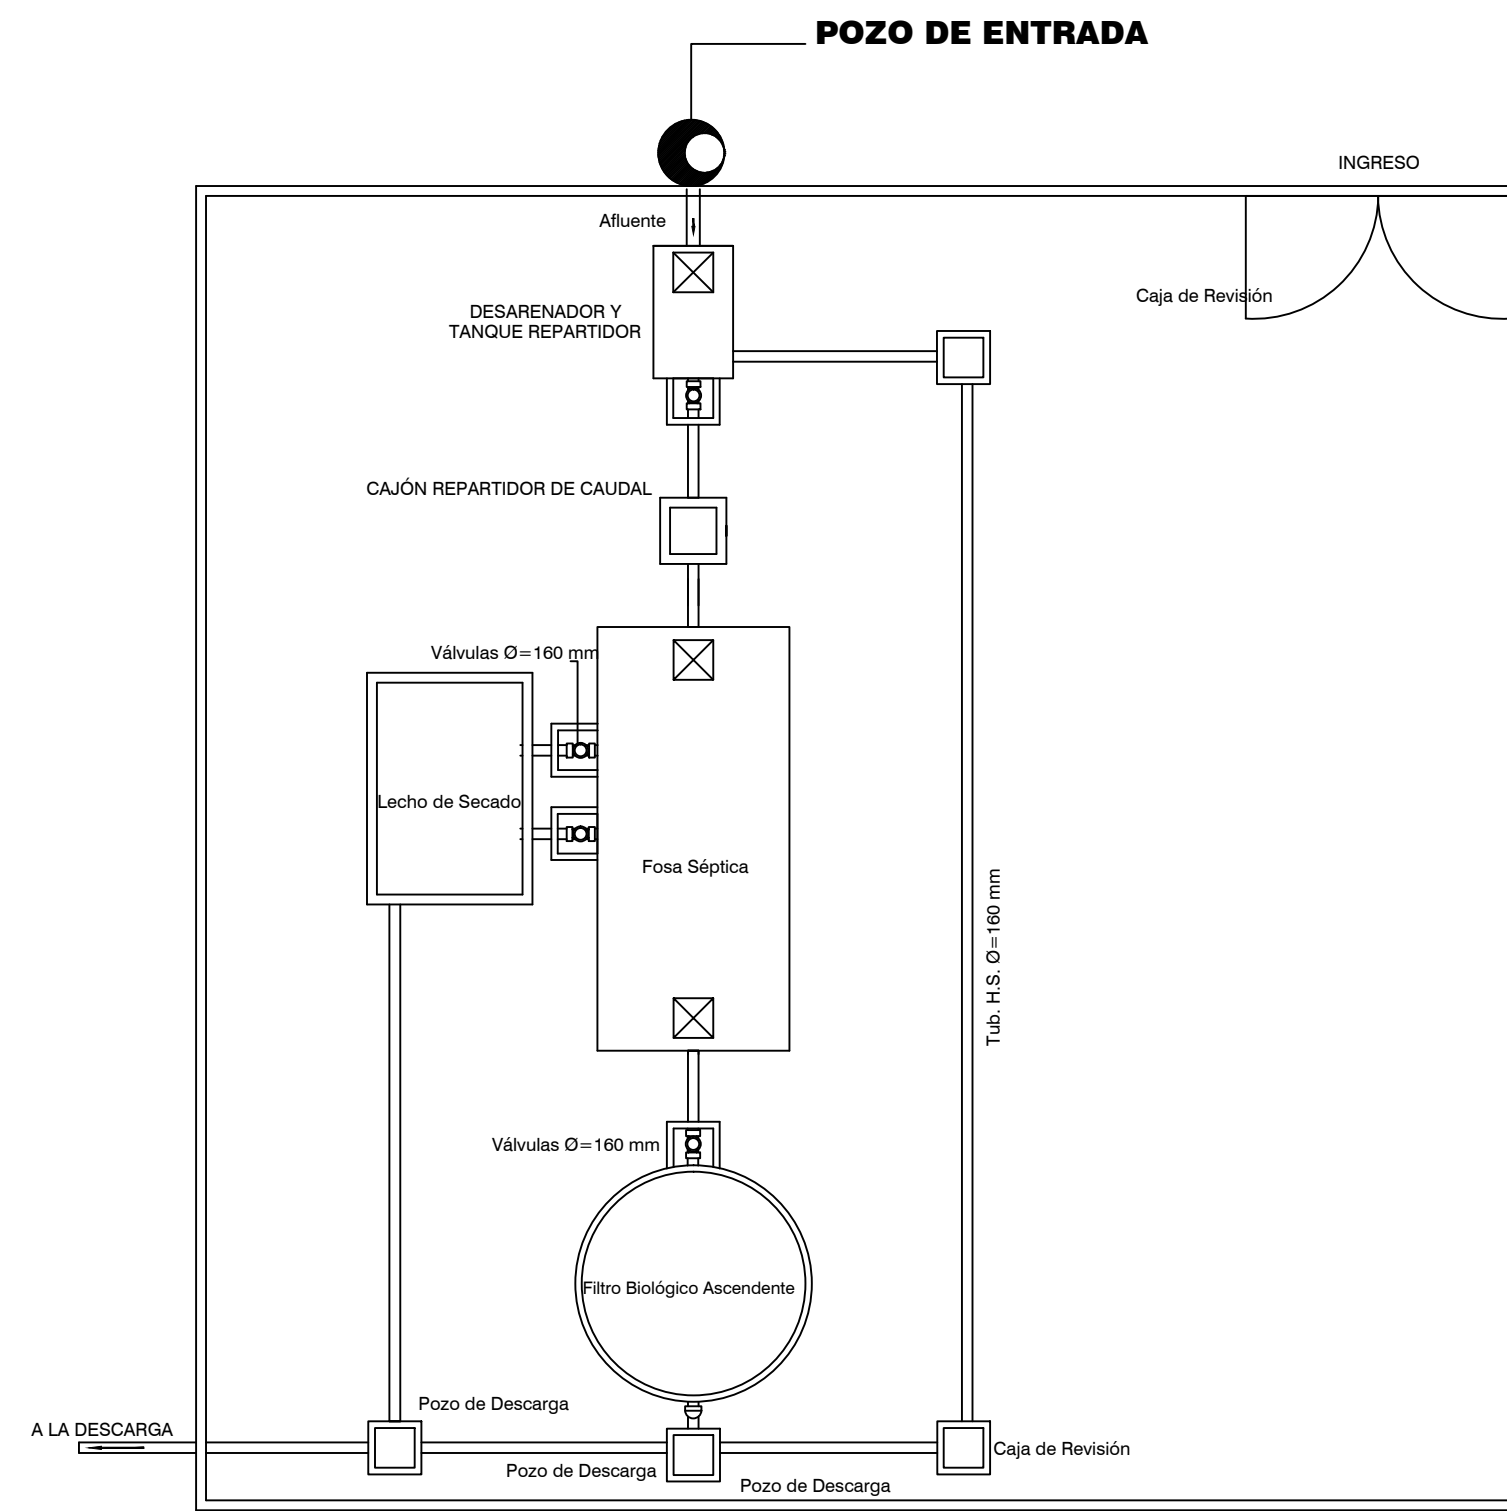 POZO DE ENTRADA
INGRESO
Afluente
Caja de Revisión
DESARENADOR Y
TANQUE REPARTIDOR
CAJÓN REPARTIDOR DE CAUDAL
Válvulas Ø=160 mm
Lecho de Secado
Fosa Séptica
Tub. H.S. Ø=160 mm
Válvulas Ø=160 mm
Filtro Biológico Ascendente
Pozo de Descarga
A LA DESCARGA
Caja de Revisión
Pozo de Descarga
Pozo de Descarga